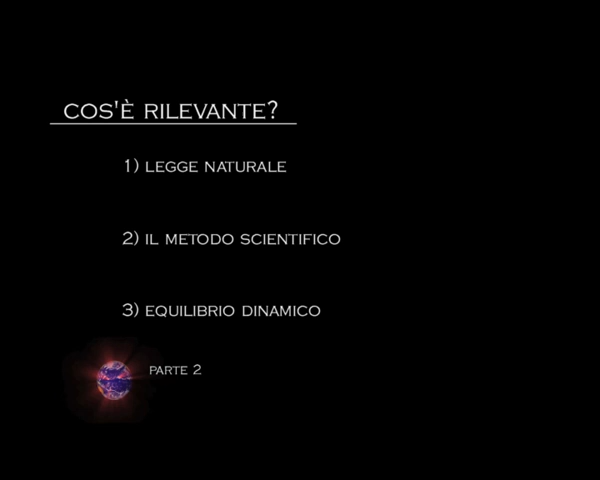 COS'È RILEVANTE?
1) LEGGE NATURALE
2) IL METODO SCIENTIFICO
3) EQUILIBRIO DINAMICO
PARTE 2